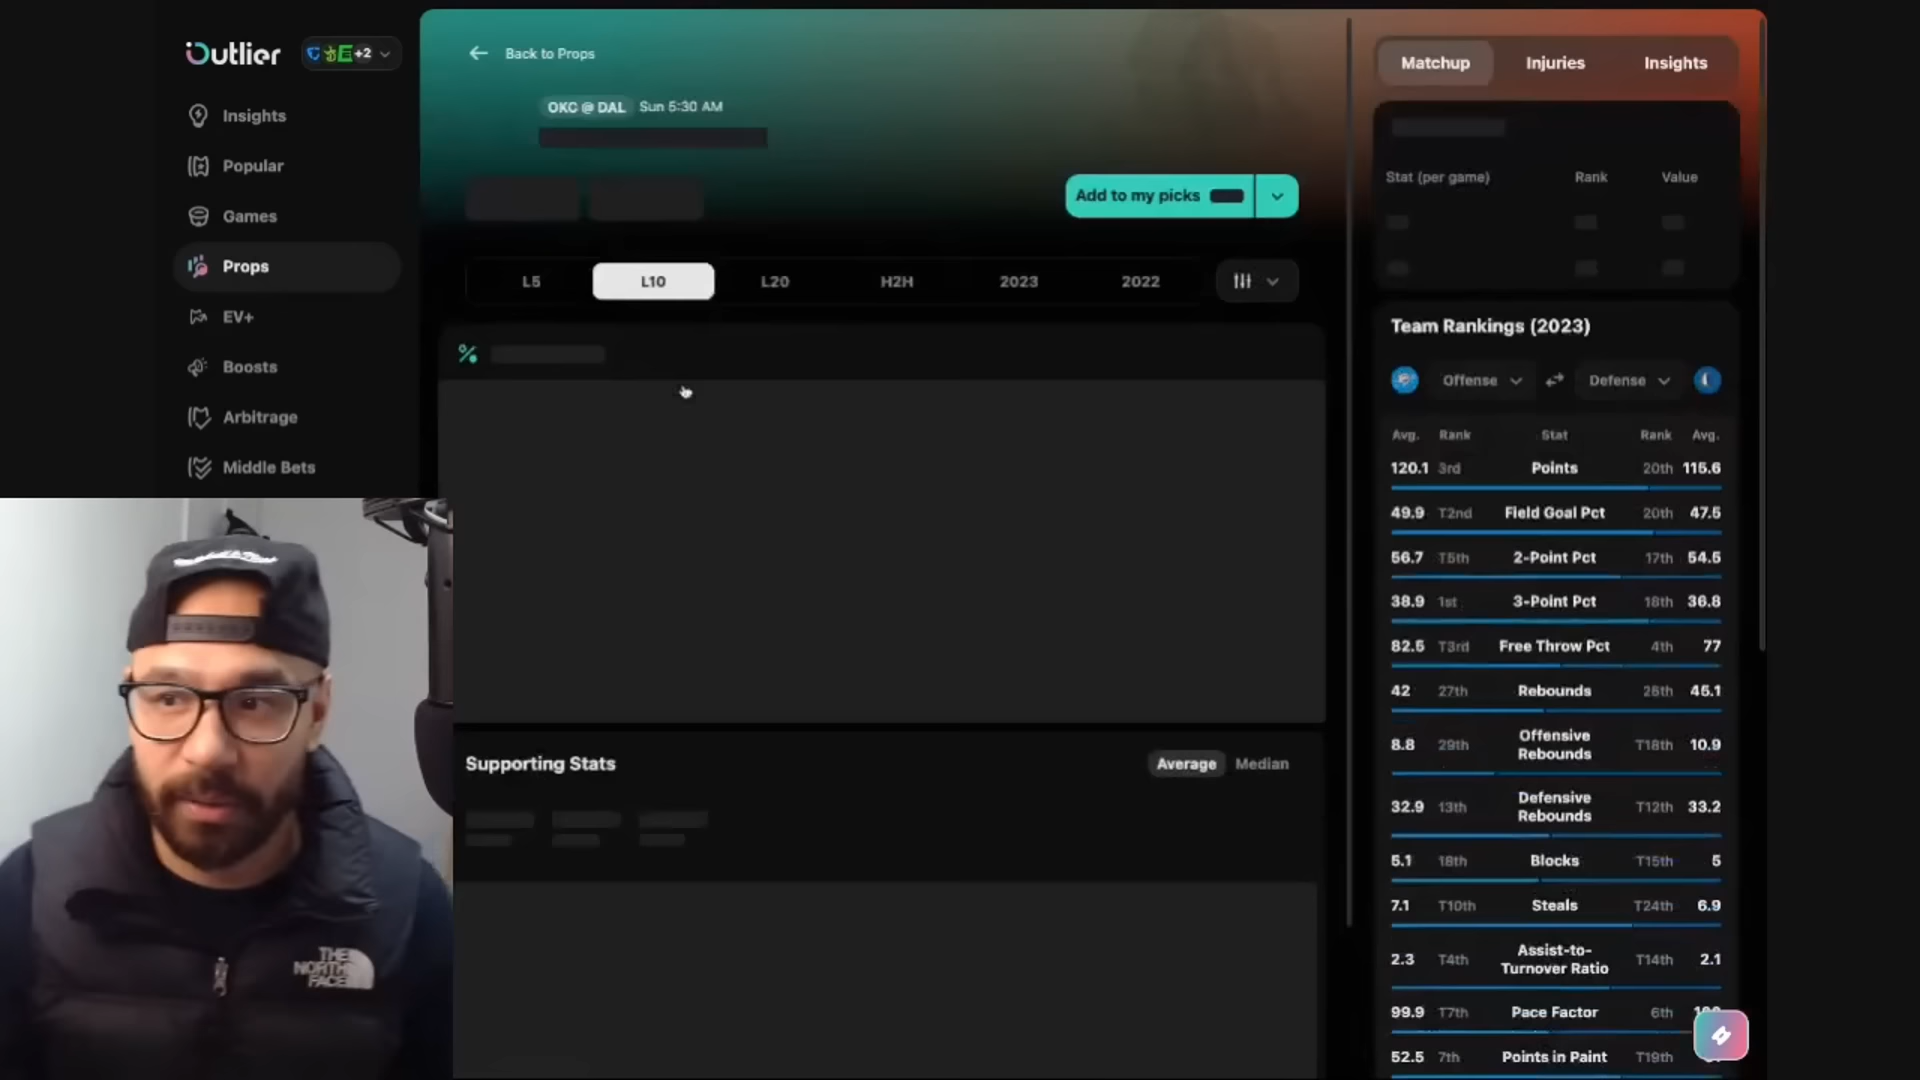 Outlier
+2
Insights
Popular
Games
Props
EV+
Boosts
Arbitrage
Middle Bets
Back to Props
OKC @ DAL Sun 5:30 AM
Add to my picks
L5 L10 L20 H2H 2023 2022
Supporting Stats
Average Median
Matchup Injuries Insights
Stat (per game) Rank Value
Team Rankings (2023)
Offense Defense
Avg. Rank Stat Rank Avg.
120.1 3rd Points 20th 115.6
49.9 T2nd Field Goal Pct 20th 47.5
56.7 T5th 2-Point Pct 17th 54.5
38.9 1st 3-Point Pct 18th 36.8
82.5 T3rd Free Throw Pct 4th 77
42 27th Rebounds 26th 45.1
8.8 29th Offensive Rebounds T18th 10.9
32.9 13th Defensive Rebounds T12th 33.2
5.1 18th Blocks T15th 5
7.1 T10th Steals T24th 6.9
2.3 T4th Assist-to-
Turnover Ratio T14th 2.1
99.9 T7th Pace Factor 6th
52.5 7th Points in Paint T19th
THE
NORTH
FACE